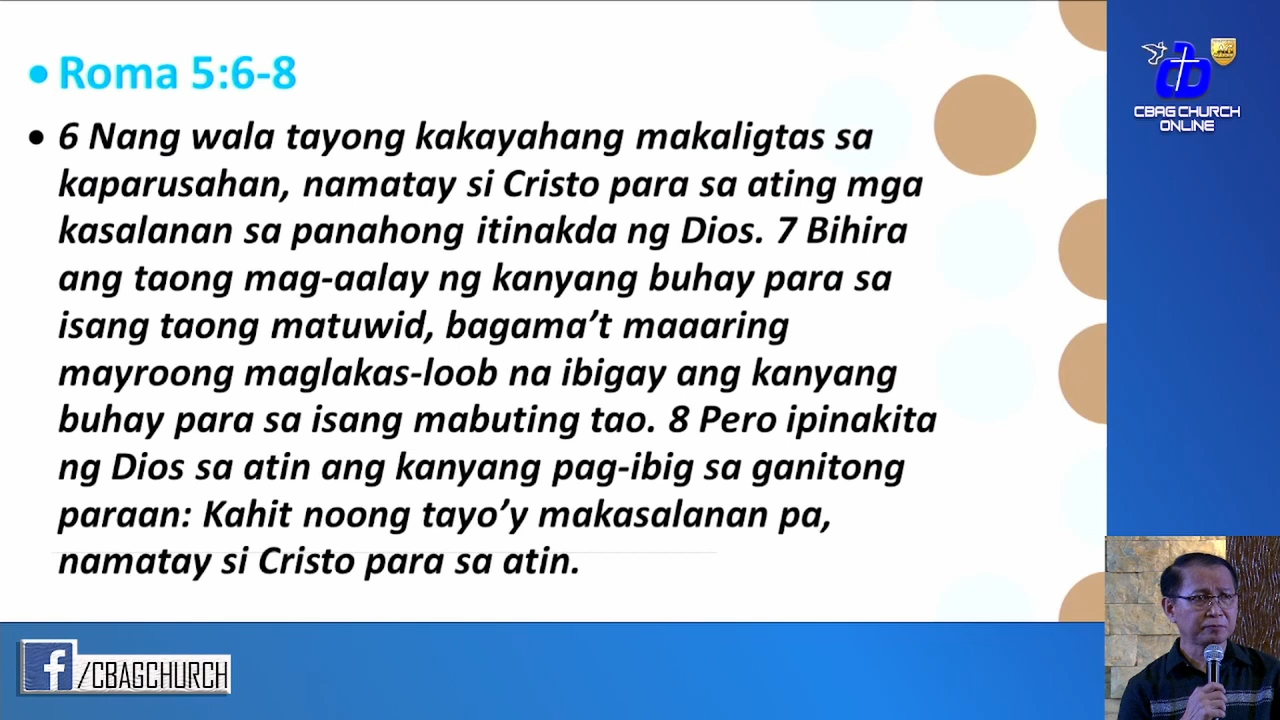 Roma 5:6-8
6 Nang wala tayong kakayahang makaligtas sa
kaparusahan, namatay si Cristo para sa ating mga
kasalanan sa panahong itinakda ng Dios. 7 Bihira
ang taong mag-aalay ng kanyang buhay para sa
isang taong matuwid, bagama’t maaaring
mayroong maglakas-loob na ibigay ang kanyang
buhay para sa isang mabuting tao. 8 Pero ipinakita
ng Dios sa atin ang kanyang pag-ibig sa ganitong
paraan: Kahit noong tayo’y makasalanan pa,
namatay si Cristo para sa atin.
CBAG CHURCH
ONLINE
f/CBAGCHURCH